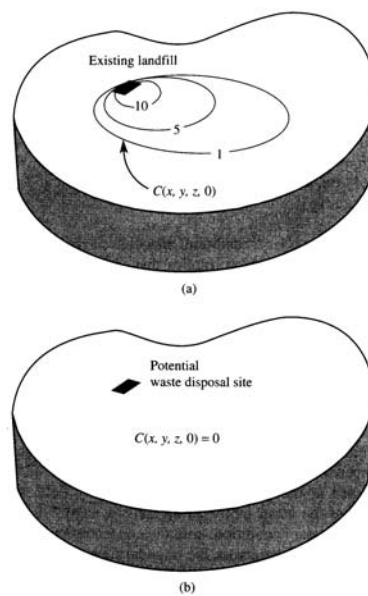 Existing landfill
10
5
1
C(x, y, z, 0)
(a)
Potential
waste disposal site
C(x, y, z, 0) = 0
(b)